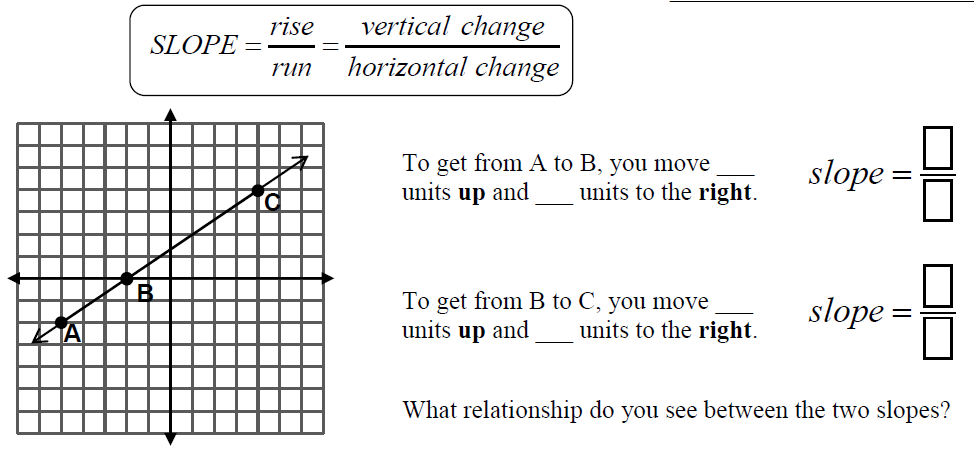 SLOPE = rise/run = vertical change/horizontal change
To get from A to B, you move ___
units up and ___ units to the right.
slope =
C
B
A
To get from B to C, you move ___
units up and ___ units to the right.
slope =
What relationship do you see between the two slopes?